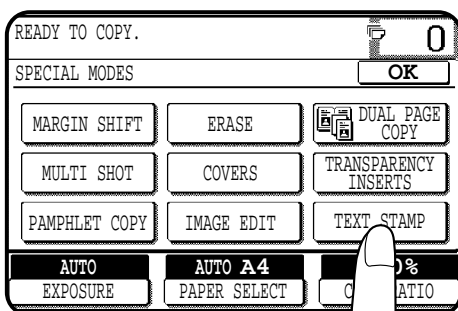 READY TO COPY.
0
SPECIAL MODES
OK
MARGIN SHIFT
ERASE
DUAL PAGE
COPY
MULTI SHOT
COVERS
TRANSPARENCY
INSERTS
PAMPHLET COPY
IMAGE EDIT
TEXT STAMP
AUTO
AUTO A4
%
EXPOSURE
PAPER SELECT